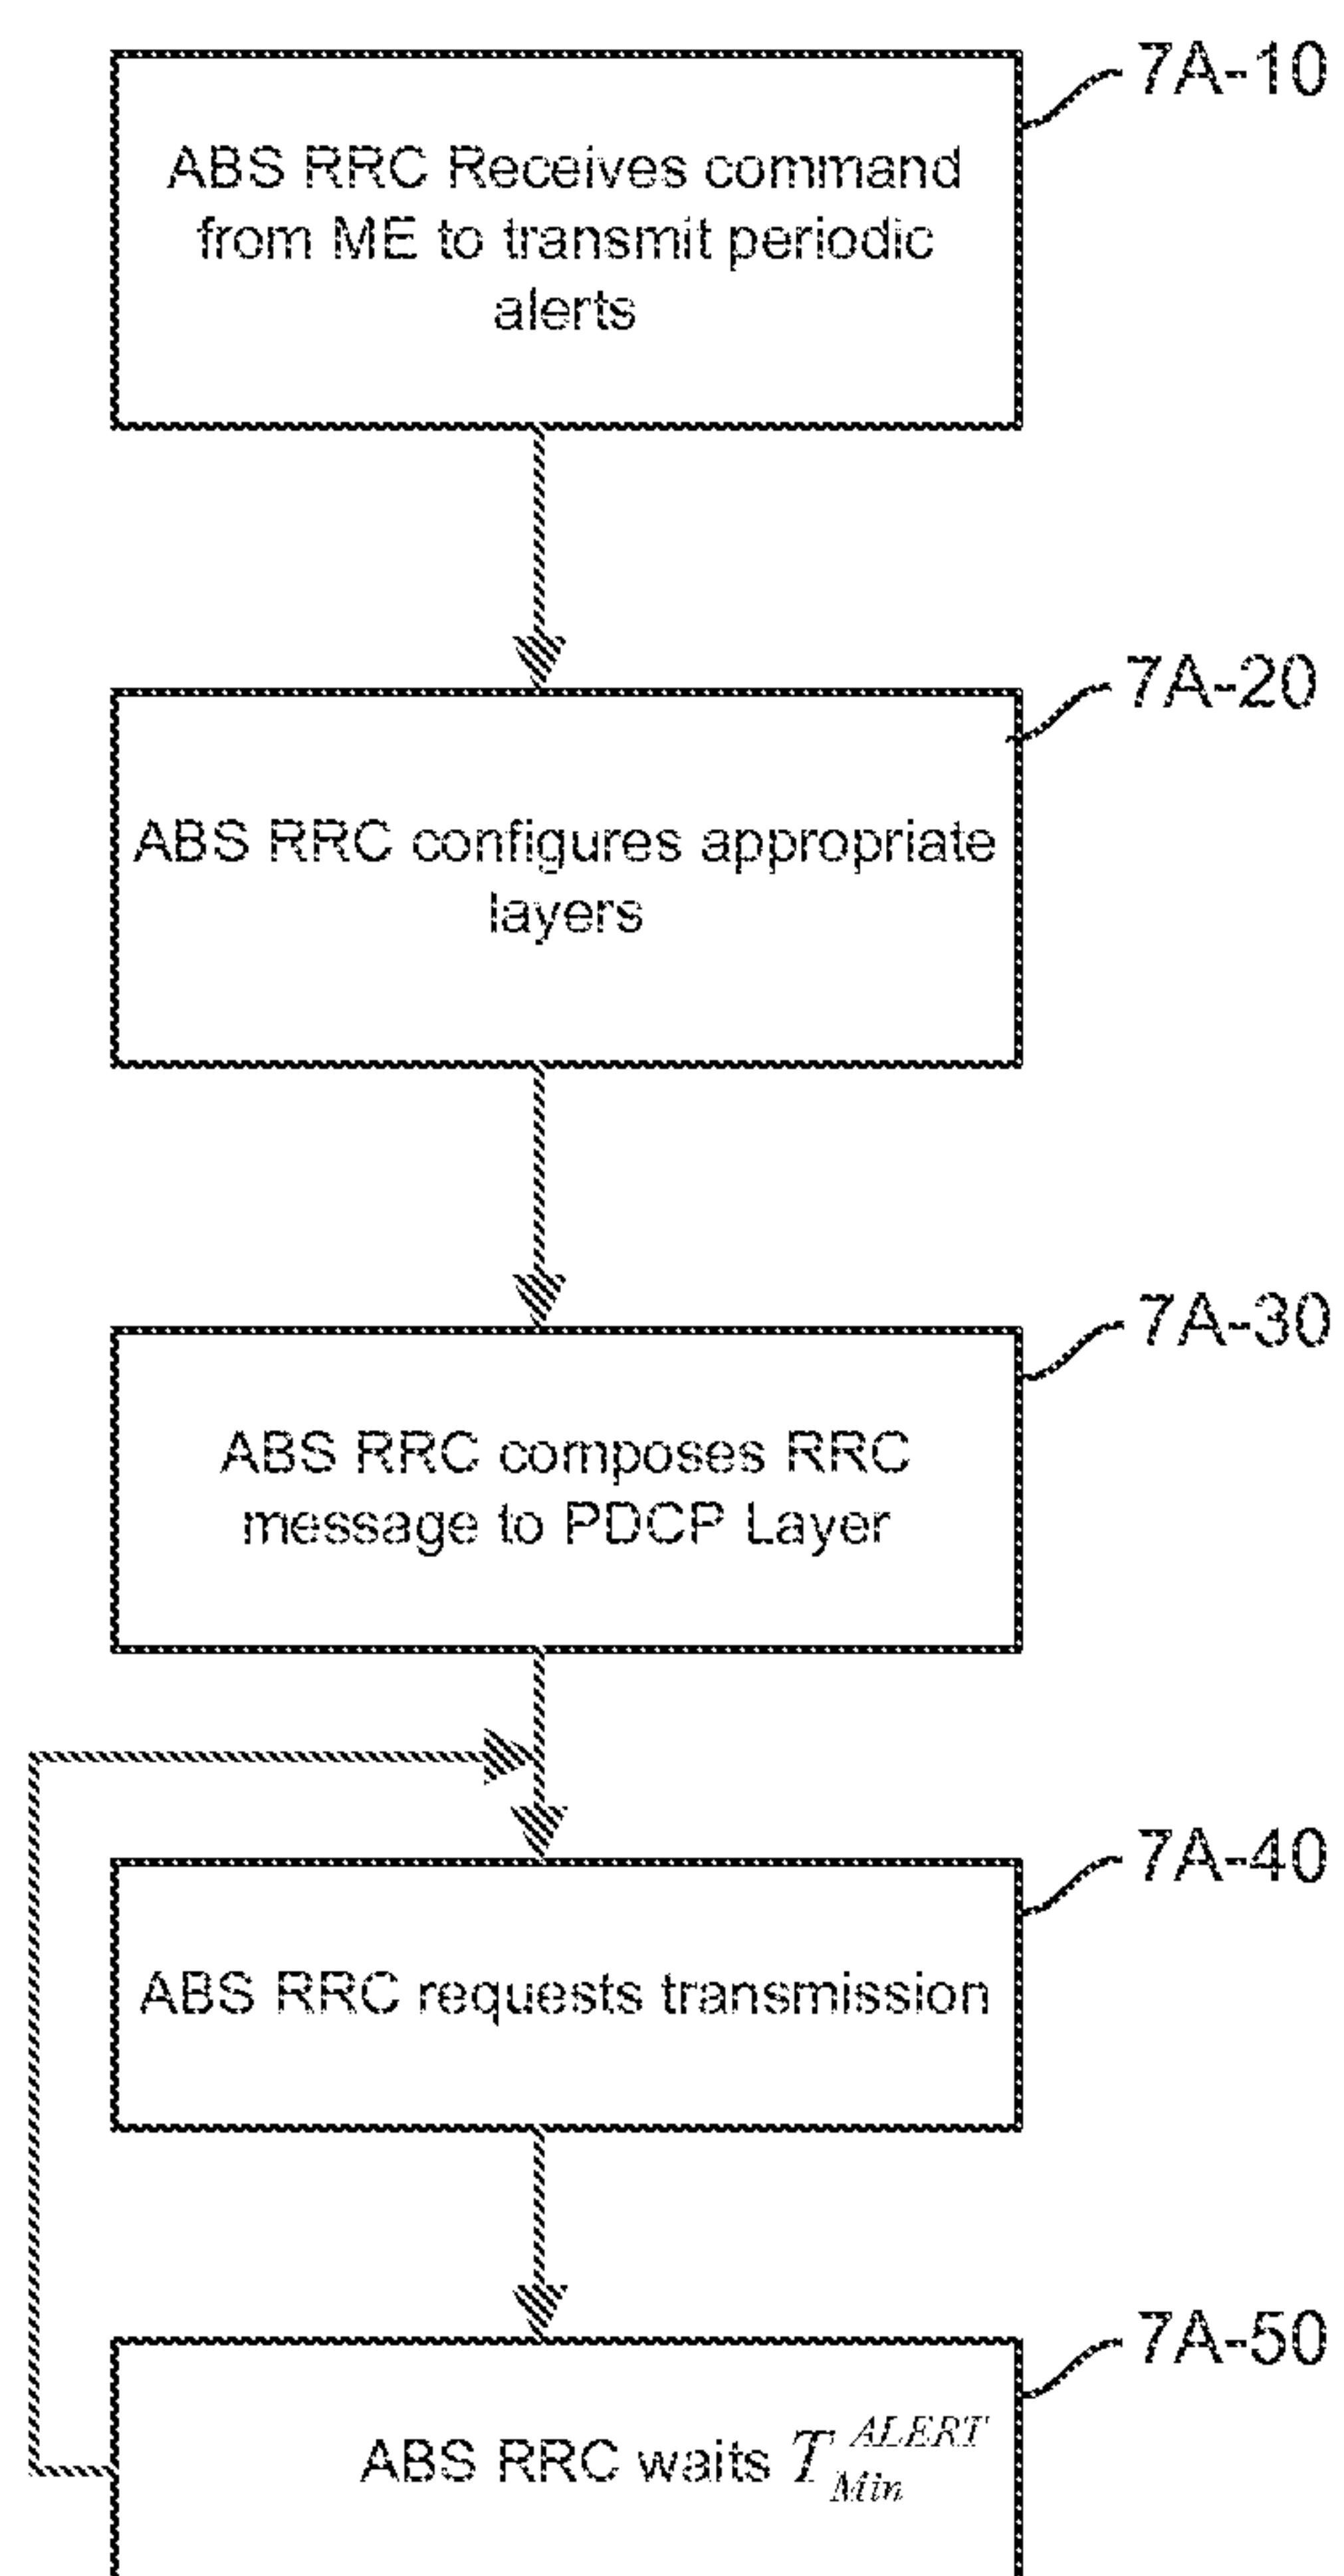 7A-10
ABS RRC Receives command
from ME to transmit periodic
alerts
7A-20
ABS RRC configures appropriate
layers
7A-30
ABS RRC composes RRC
message to PDCP Layer
7A-40
ABS RRC requests transmission
7A-50
ABS RRC waits T_Min^ALERT